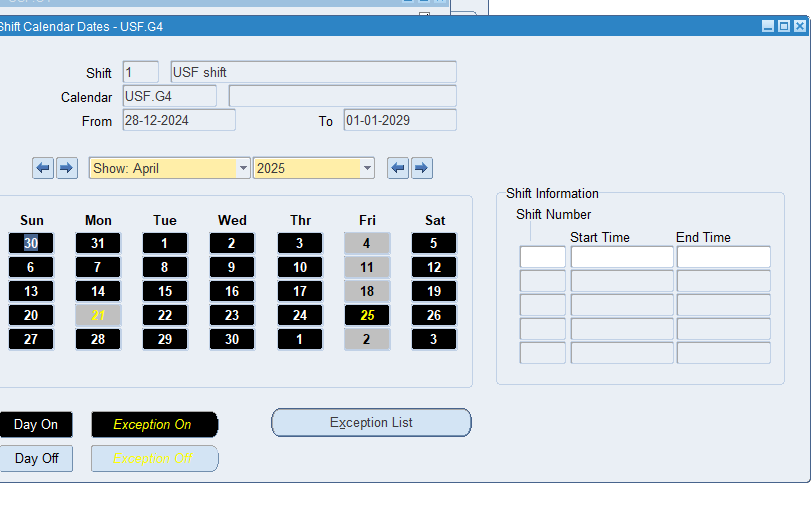 Shift Calendar Dates - USF.G4
Shift 1 USF shift
Calendar USF.G4
From 28-12-2024 To 01-01-2029
Show: April 2025
Shift Information
Shift Number
Start Time End Time
Sun Mon Tue Wed Thr Fri Sat
30 31 1 2 3 4 5
6 7 8 9 10 11 12
13 14 15 16 17 18 19
20 21 22 23 24 25 26
27 28 29 30 1 2 3
Day On Exception On Exception List
Day Off Exception Off